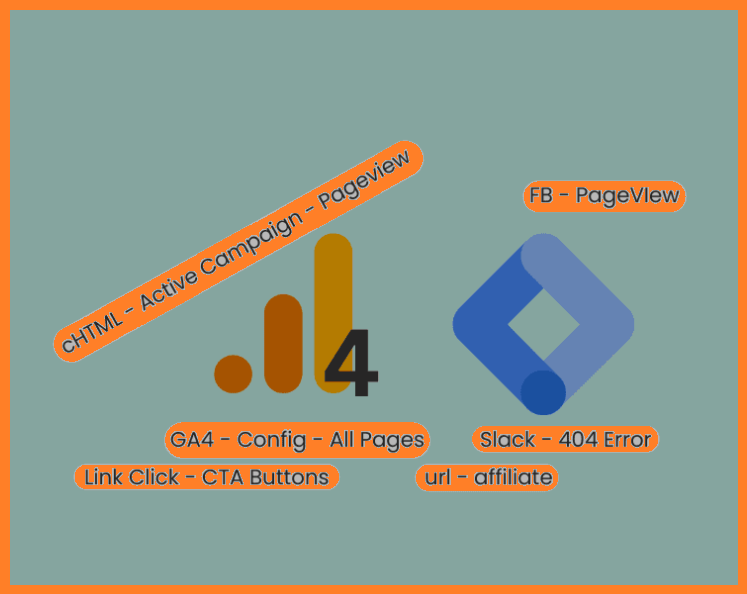 cHTML - Active Campaign - Pageview
FB - PageVIew
4
GA4 - Config - All Pages
Slack - 404 Error
Link Click - CTA Buttons
url - affiliate